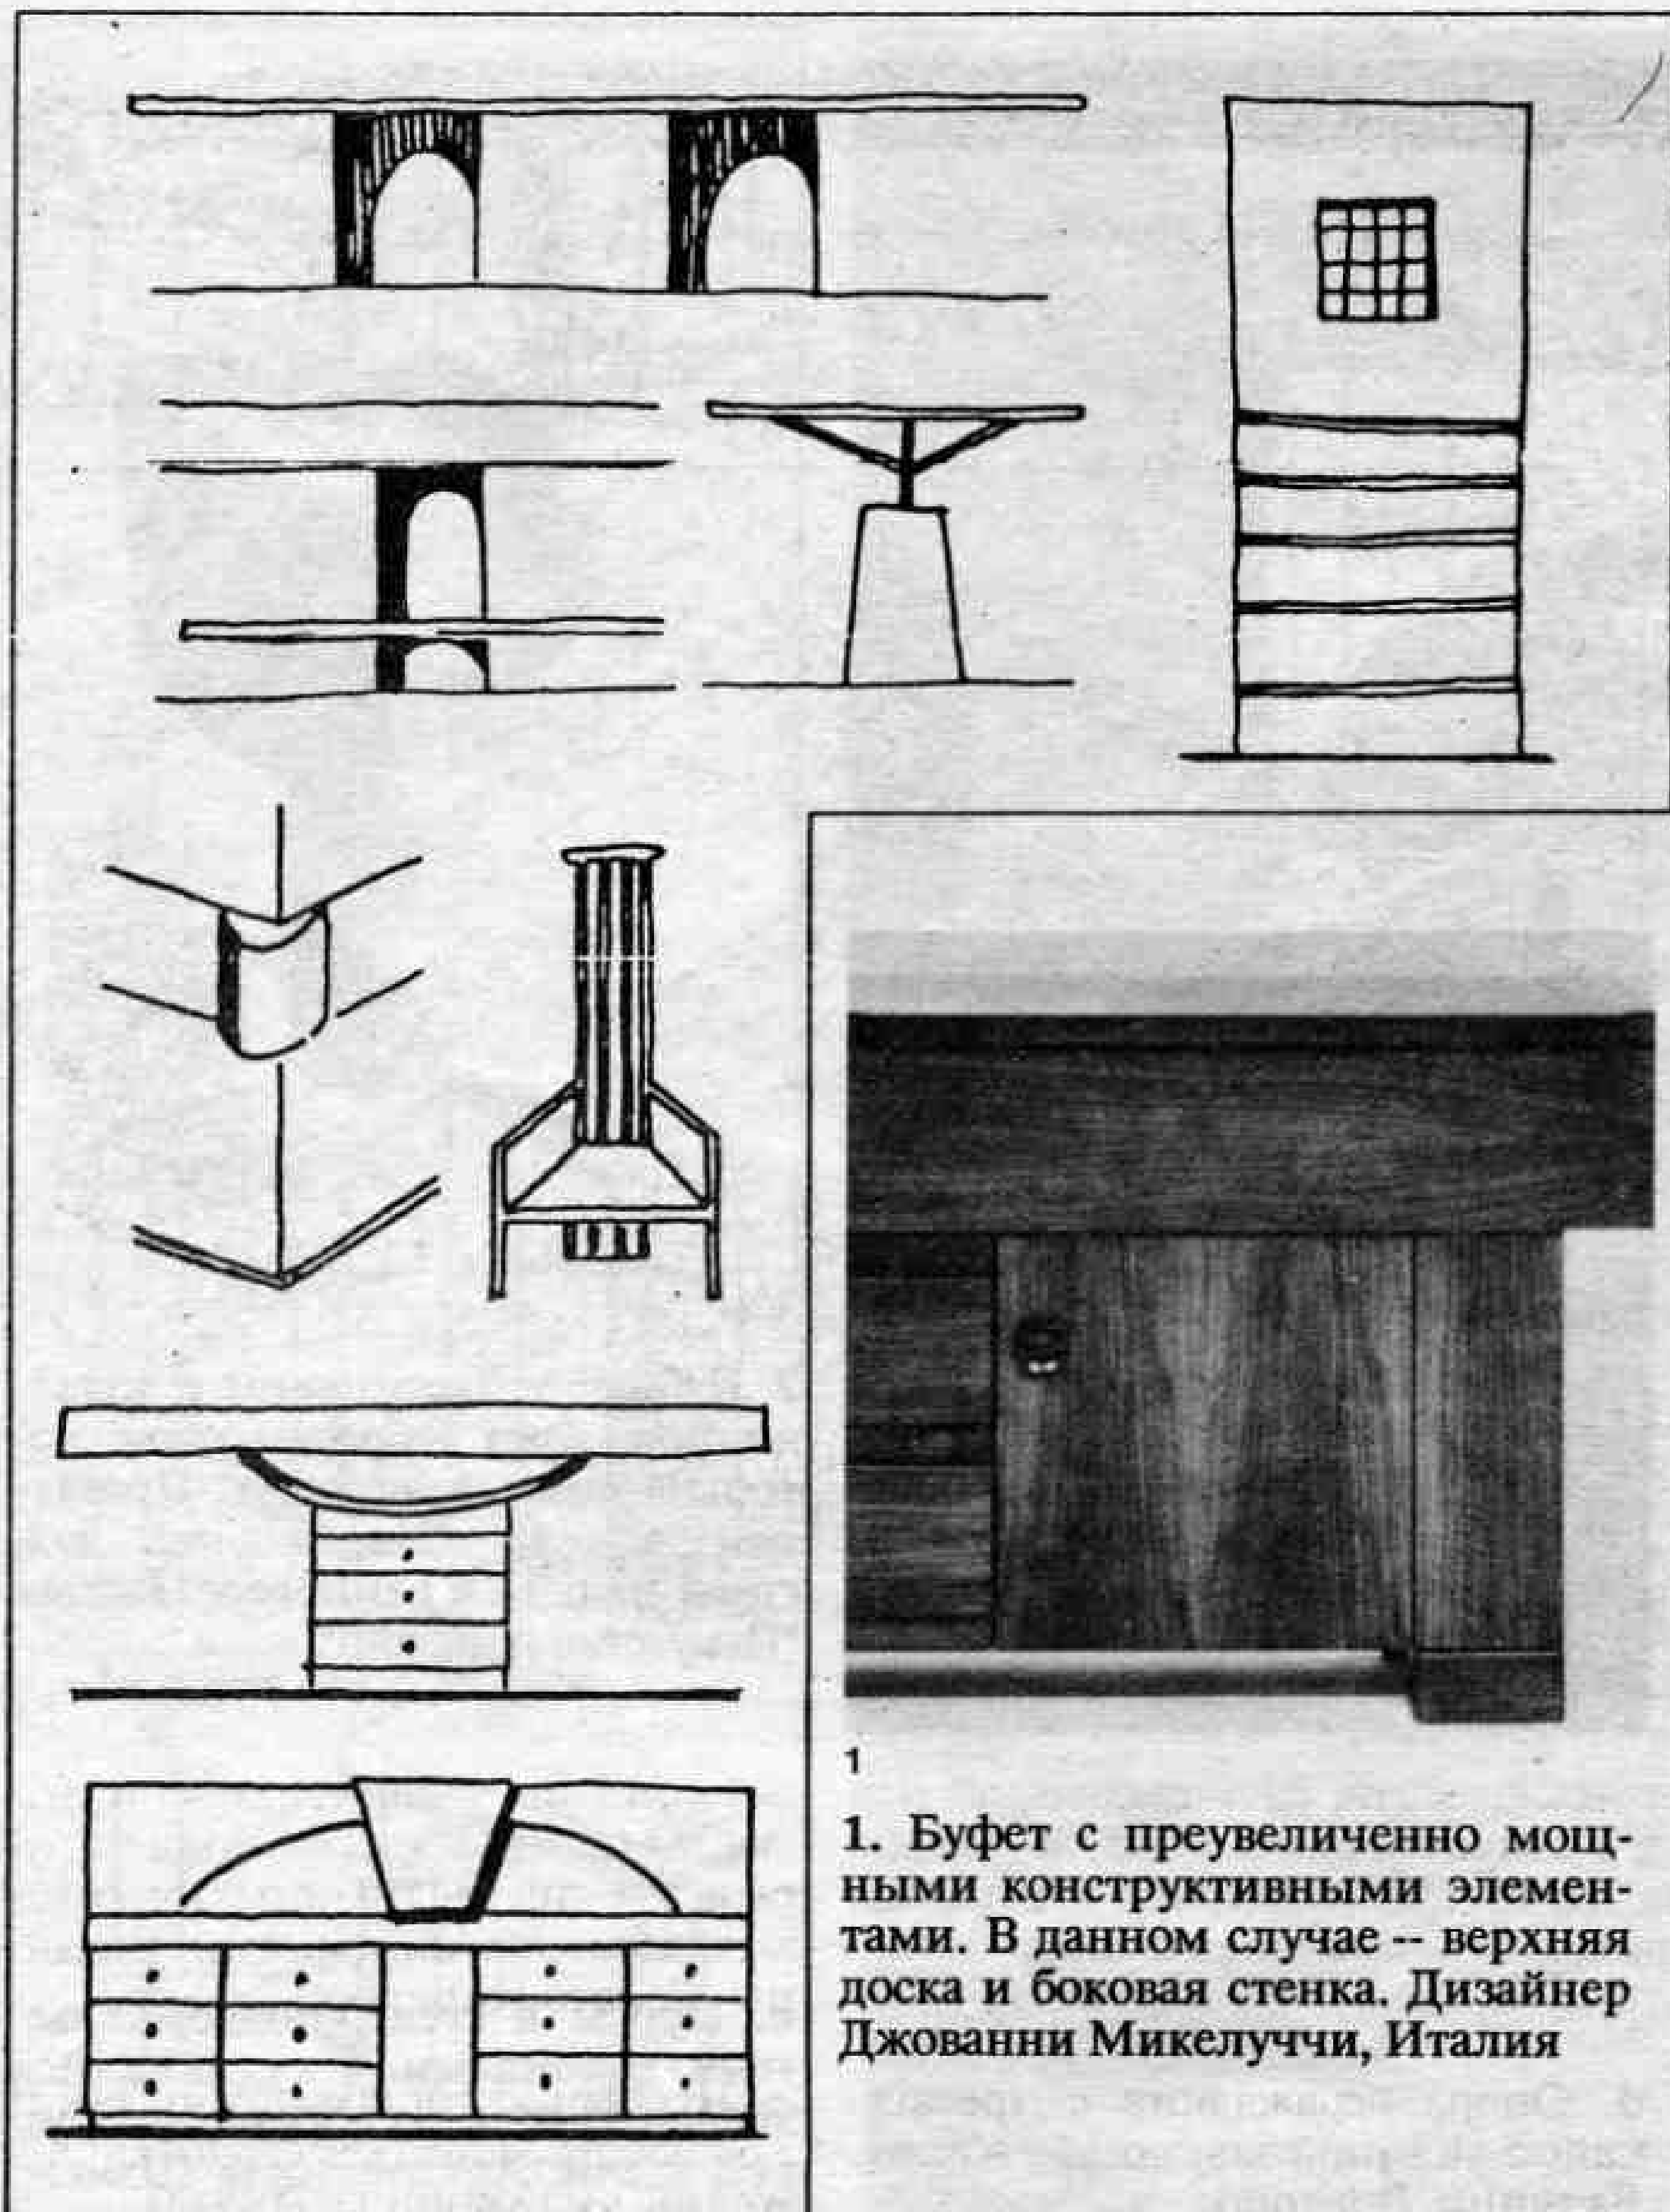 1
1. Буфет с преувеличенно мощ-
ными конструктивными элемен-
тами. В данном случае -- верхняя
доска и боковая стенка. Дизайнер
Джованни Микелуччи, Италия